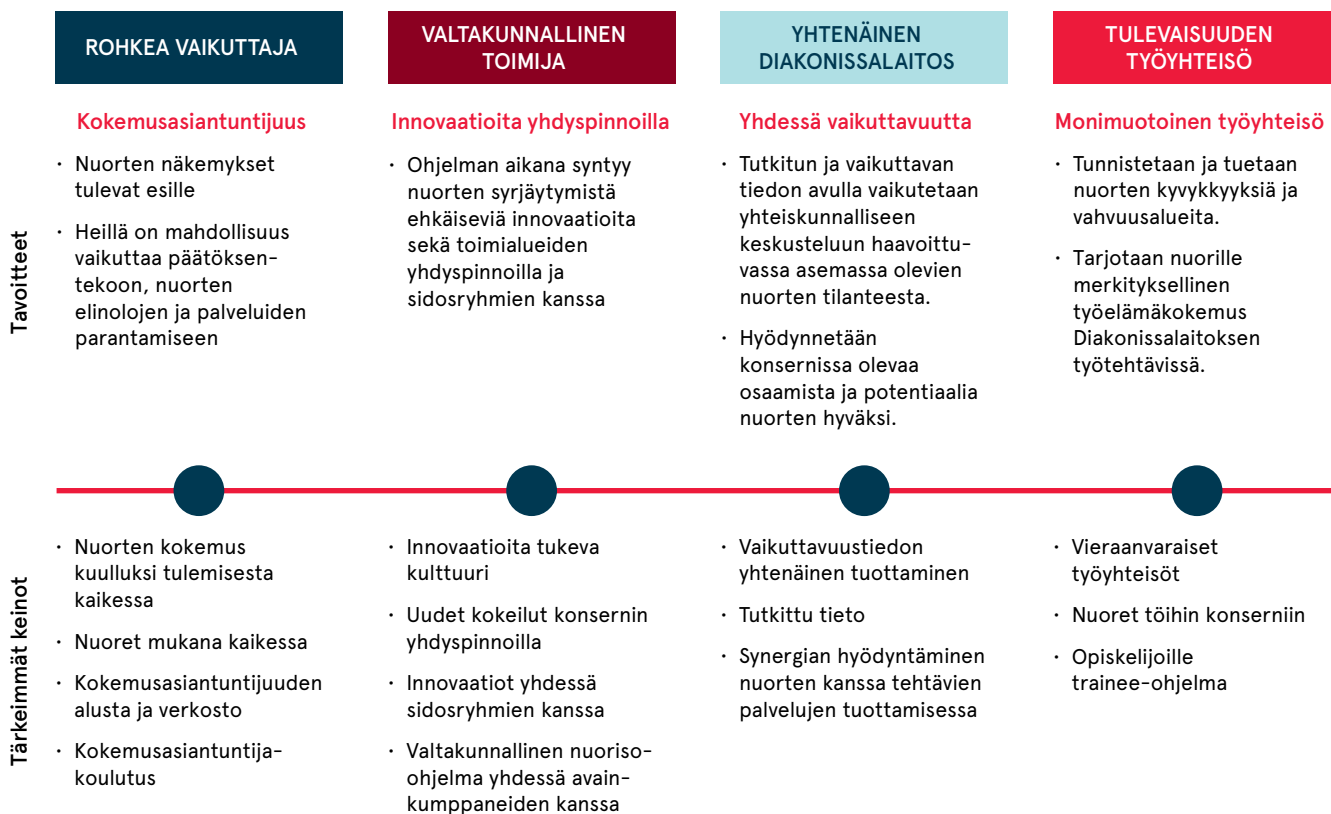 ROHKEA VAIKUTTAJA
VALTAKUNNALLINEN
TOIMIJA
YHTENÄINEN
DIAKONISSALAITOS
TULEVAISUUDEN
TYÖYHTEISÖ
Tavoitteet
Kokemusasiantuntijuus
· Nuorten näkemykset
tulevat esille
· Heillä on mahdollisuus
vaikuttaa päätöksen-
tekoon, nuorten
elinolojen ja palveluiden
parantamiseen
Innovaatioita yhdyspinnoilla
· Ohjelman aikana syntyy
nuorten syrjäytymistä
ehkäiseviä innovaatioita
sekä toimialueiden
yhdyspinnoilla ja
sidosryhmien kanssa
Yhdessä vaikuttavuutta
· Tutkitun ja vaikuttavan
tiedon avulla vaikutetaan
yhteiskunnalliseen
keskusteluun haavoittu-
vassa asemassa olevien
nuorten tilanteesta.
· Hyödynnetään
konsernissa olevaa
osaamista ja potentiaalia
nuorten hyväksi.
Monimuotoinen työyhteisö
· Tunnistetaan ja tuetaan
nuorten kyvykkyyksiä ja
vahvuusalueita.
· Tarjotaan nuorille
merkityksellinen
työelämäkokemus
Diakonissalaitoksen
työtehtävissä.
Tärkeimmät keinot
· Nuorten kokemus
kuulluksi tulemisesta
kaikessa
· Nuoret mukana kaikessa
· Kokemusasiantuntijuuden
alusta ja verkosto
· Kokemusasiantuntija-
koulutus
· Innovaatioita tukeva
kulttuuri
· Uudet kokeilut konsernin
yhdyspinnoilla
· Innovaatiot yhdessä
sidosryhmien kanssa
· Valtakunnallinen nuoriso-
ohjelma yhdessä avain-
kumppaneiden kanssa
· Vaikuttavuustiedon
yhtenäinen tuottaminen
· Tutkittu tieto
· Synergian hyödyntäminen
nuorten kanssa tehtävien
palvelujen tuottamisessa
· Vieraanvaraiset
työyhteisöt
· Nuoret töihin konserniin
· Opiskelijoille
trainee-ohjelma